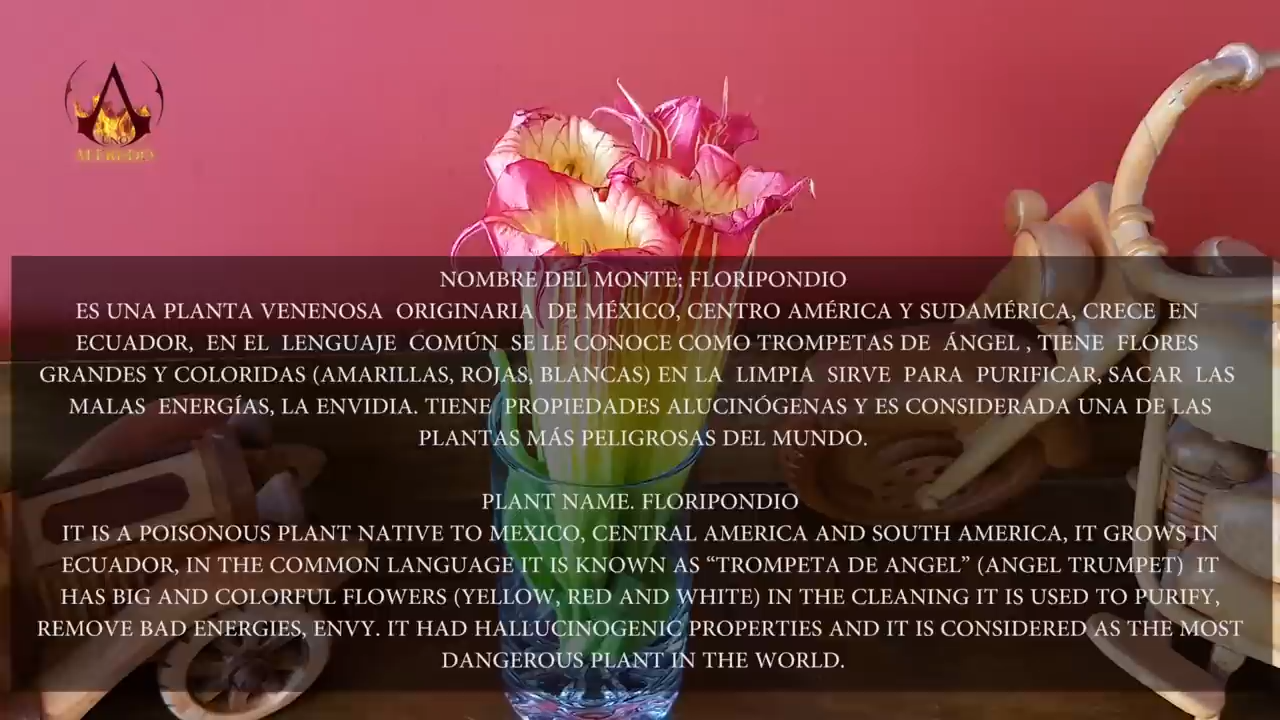 UNO
ALFREDO
NOMBRE DEL MONTE: FLORIPONDIO
ES UNA PLANTA VENENOSA ORIGINARIA DE MÉXICO, CENTRO AMÉRICA Y SUDAMÉRICA, CRECE EN
ECUADOR, EN EL LENGUAJE COMÚN SE LE CONOCE COMO TROMPETAS DE ÁNGEL , TIENE FLORES
GRANDES Y COLORIDAS (AMARILLAS, ROJAS, BLANCAS) EN LA LIMPIA SIRVE PARA PURIFICAR, SACAR LAS
MALAS ENERGÍAS, LA ENVIDIA. TIENE PROPIEDADES ALUCINÓGENAS Y ES CONSIDERADA UNA DE LAS
PLANTAS MÁS PELIGROSAS DEL MUNDO.
PLANT NAME. FLORIPONDIO
IT IS A POISONOUS PLANT NATIVE TO MEXICO, CENTRAL AMERICA AND SOUTH AMERICA, IT GROWS IN
ECUADOR, IN THE COMMON LANGUAGE IT IS KNOWN AS “TROMPETA DE ANGEL” (ANGEL TRUMPET) IT
HAS BIG AND COLORFUL FLOWERS (YELLOW, RED AND WHITE) IN THE CLEANING IT IS USED TO PURIFY,
REMOVE BAD ENERGIES, ENVY. IT HAD HALLUCINOGENIC PROPERTIES AND IT IS CONSIDERED AS THE MOST
DANGEROUS PLANT IN THE WORLD.